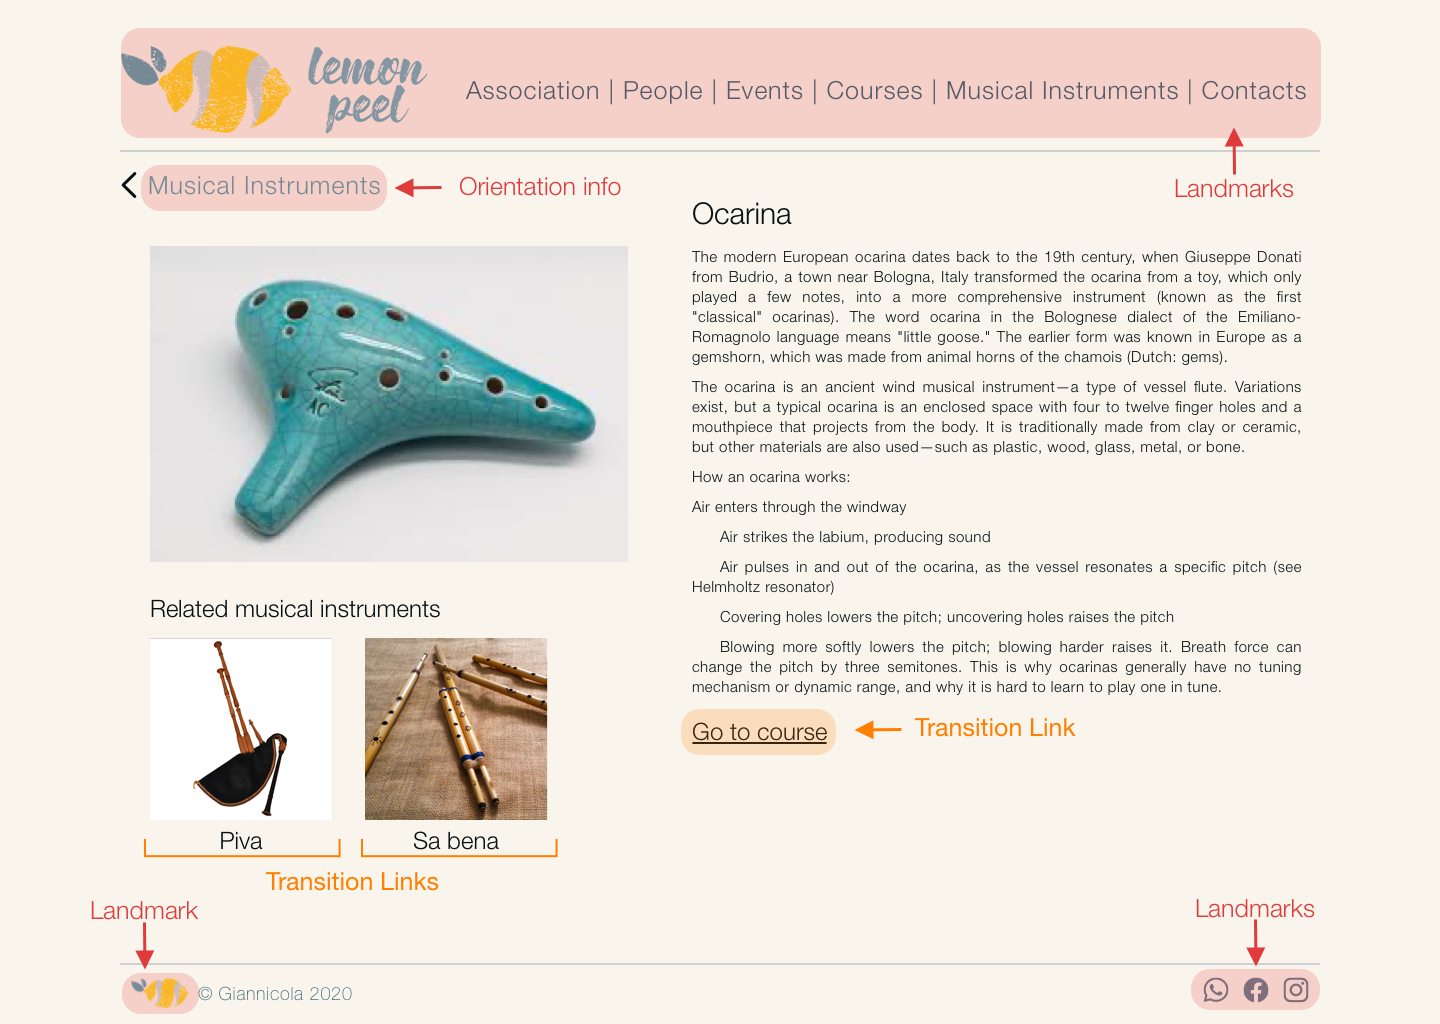 lemon
peel
Association | People | Events | Courses | Musical Instruments | Contacts
Musical Instruments
Orientation info
Landmarks
Ocarina
The modern European ocarina dates back to the 19th century, when Giuseppe Donati
from Budrio, a town near Bologna, Italy transformed the ocarina from a toy, which only
played a few notes, into a more comprehensive instrument (known as the first
"classical" ocarinas). The word ocarina in the Bolognese dialect of the Emiliano-
Romagnolo language means "little goose." The earlier form was known in Europe as a
gemshorn, which was made from animal horns of the chamois (Dutch: gems).
The ocarina is an ancient wind musical instrument—a type of vessel flute. Variations
exist, but a typical ocarina is an enclosed space with four to twelve finger holes and a
mouthpiece that projects from the body. It is traditionally made from clay or ceramic,
but other materials are also used—such as plastic, wood, glass, metal, or bone.
How an ocarina works:
Air enters through the windway
Air strikes the labium, producing sound
Air pulses in and out of the ocarina, as the vessel resonates a specific pitch (see
Helmholtz resonator)
Covering holes lowers the pitch; uncovering holes raises the pitch
Blowing more softly lowers the pitch; blowing harder raises it. Breath force can
change the pitch by three semitones. This is why ocarinas generally have no tuning
mechanism or dynamic range, and why it is hard to learn to play one in tune.
Go to course
Transition Link
Related musical instruments
Piva
Sa bena
Transition Links
Landmark
Landmarks
© Giannicola 2020